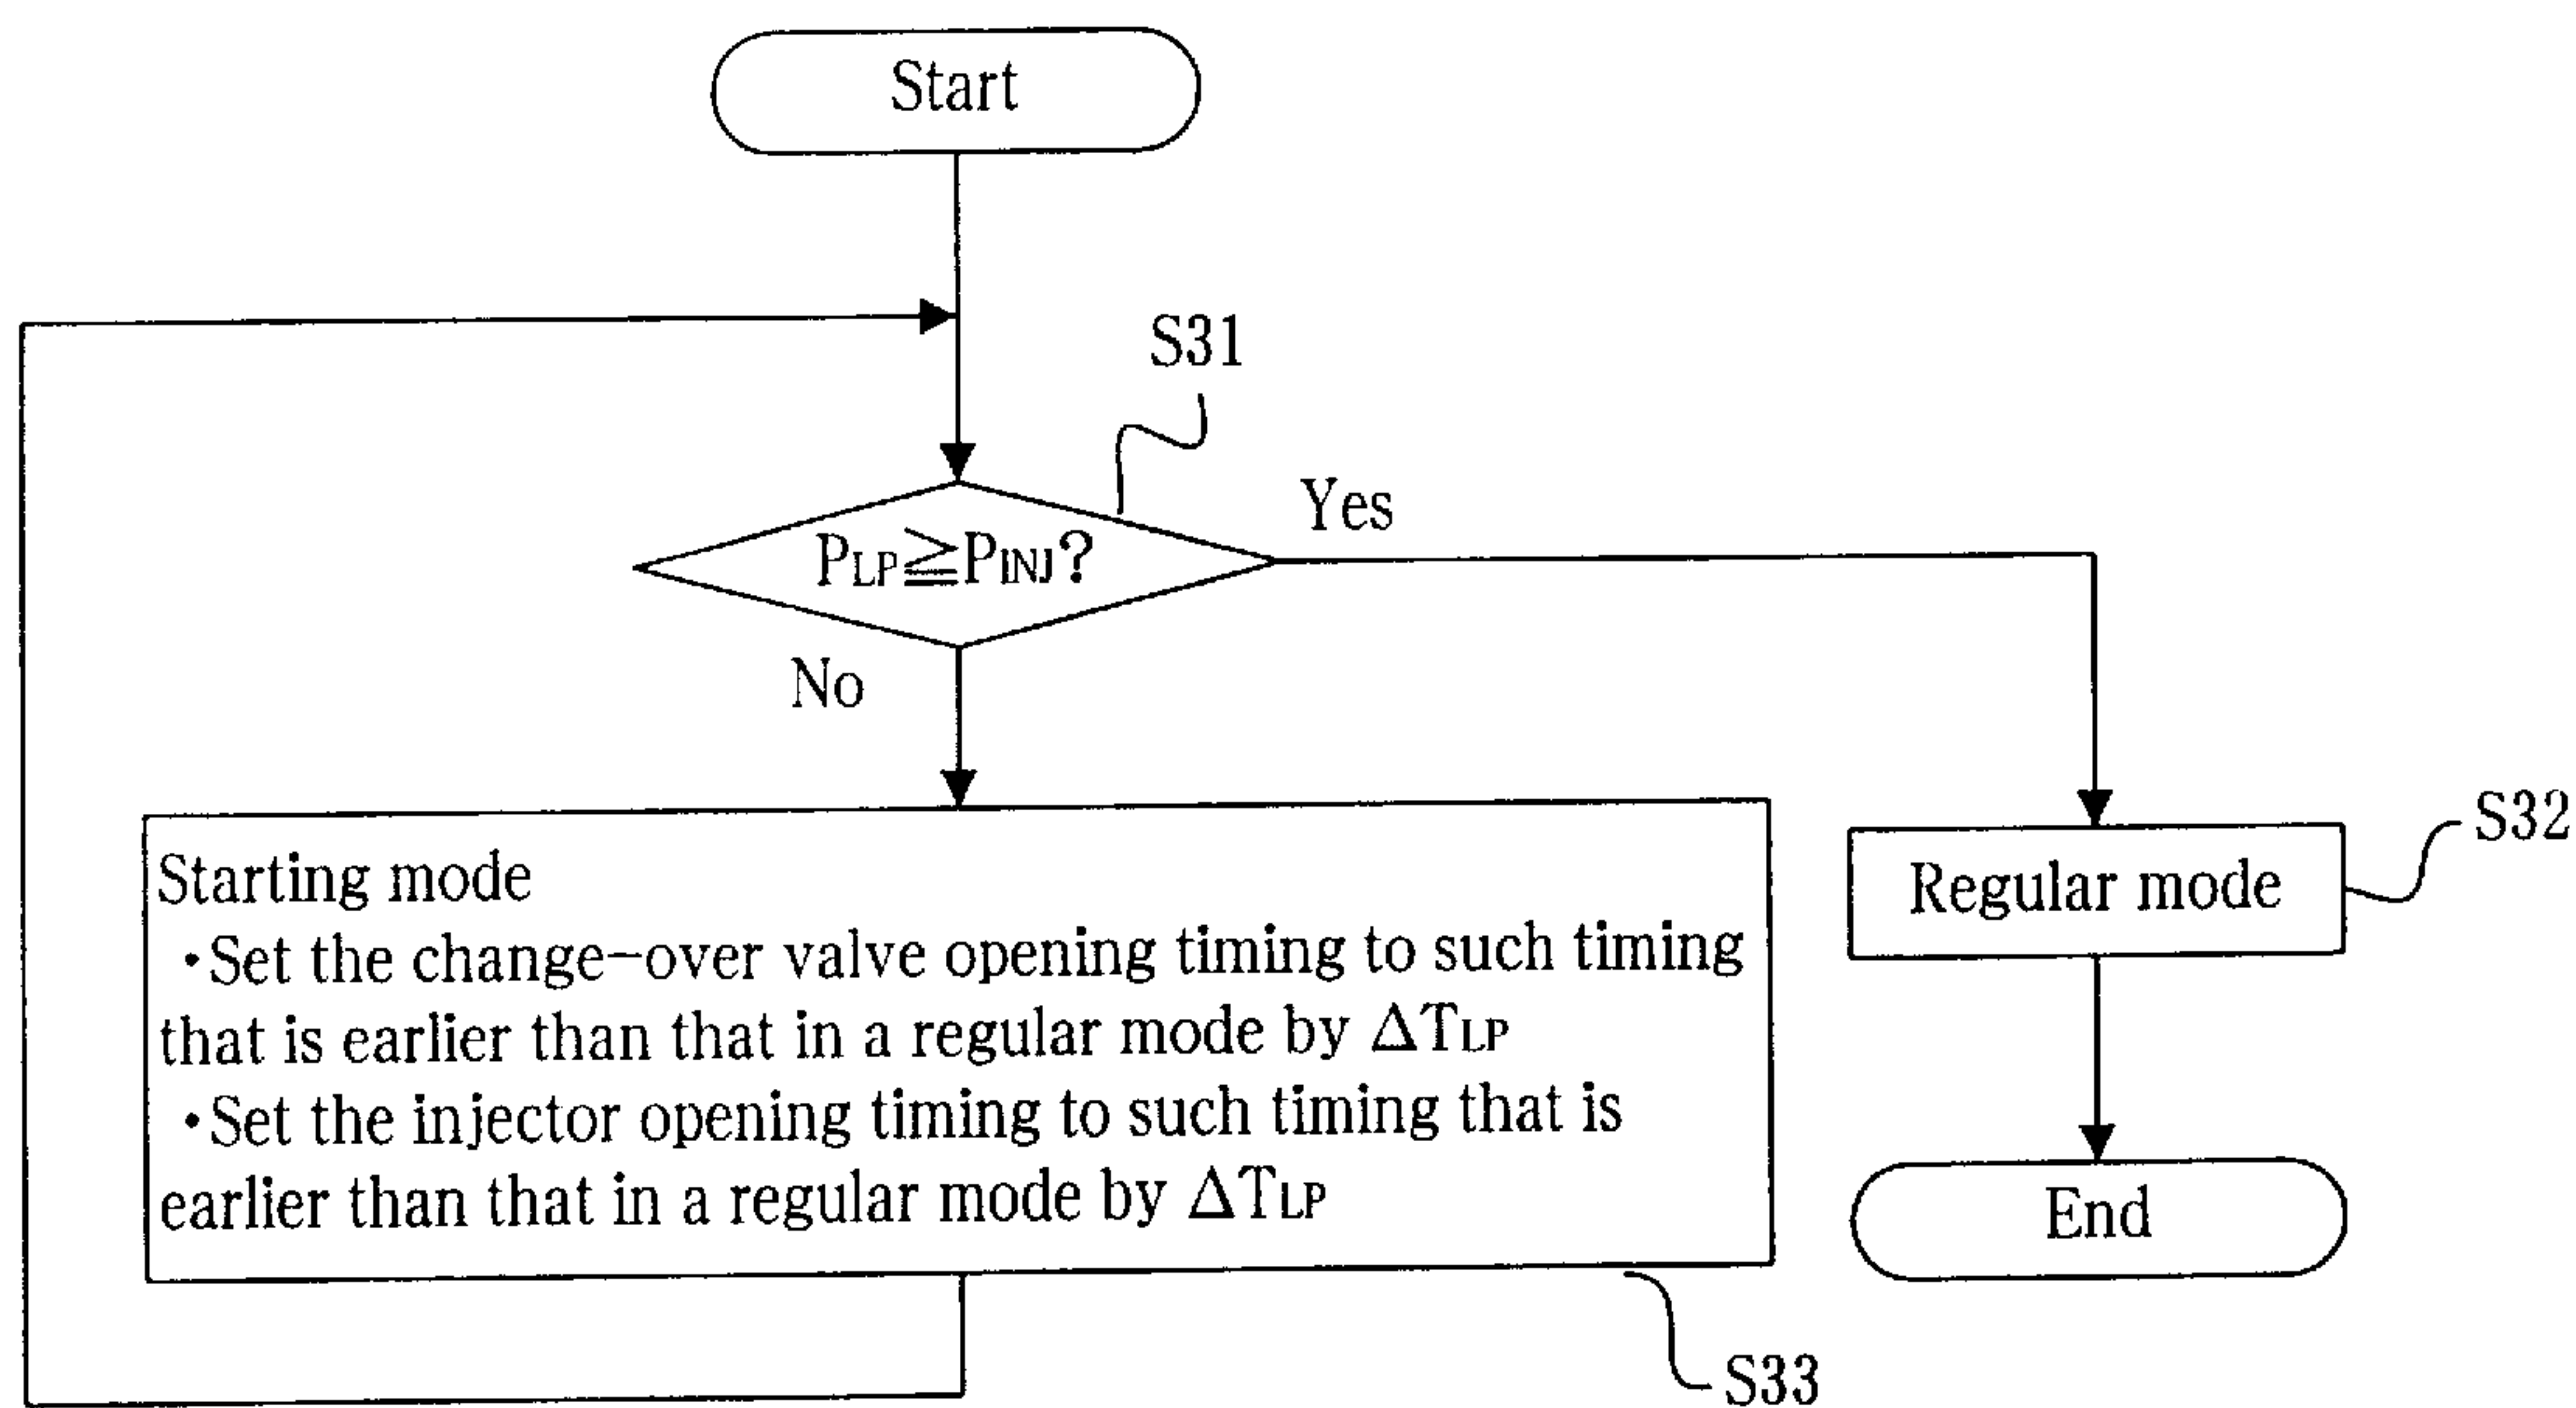 Start
S31
PLP≧PINJ?
Yes
No
Starting mode
・Set the change-over valve opening timing to such timing
that is earlier than that in a regular mode by ΔTLP
・Set the injector opening timing to such timing that is
earlier than that in a regular mode by ΔTLP
S33
Regular mode
S32
End